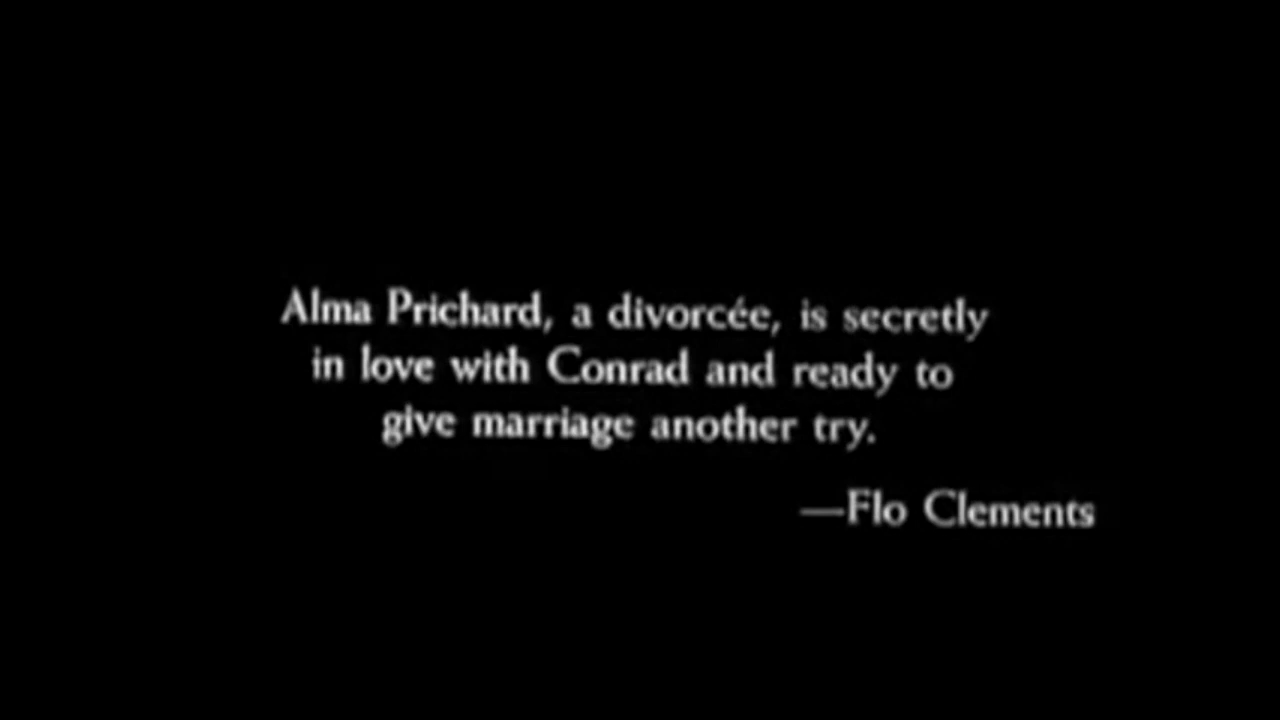 Alma Prichard, a divorcée, is secretly
in love with Conrad and ready to
give marriage another try.
—Flo Clements